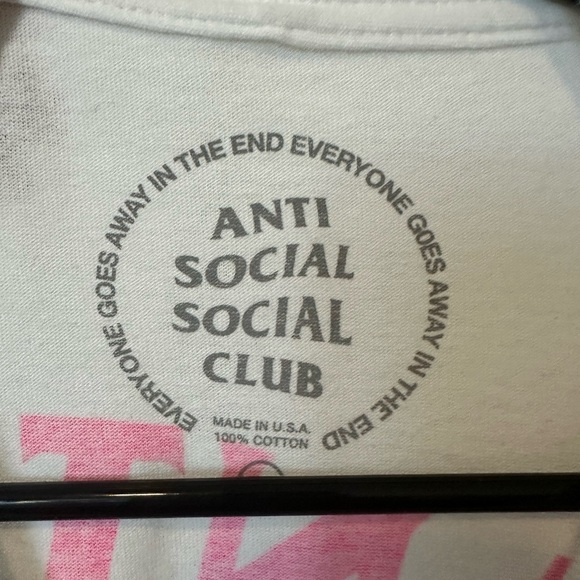 EVERYONE GOES AWAY IN THE END EVERYONE GOES AWAY IN THE END
ANTI
SOCIAL
SOCIAL
CLUB
MADE IN U.S.A.
100% COTTON